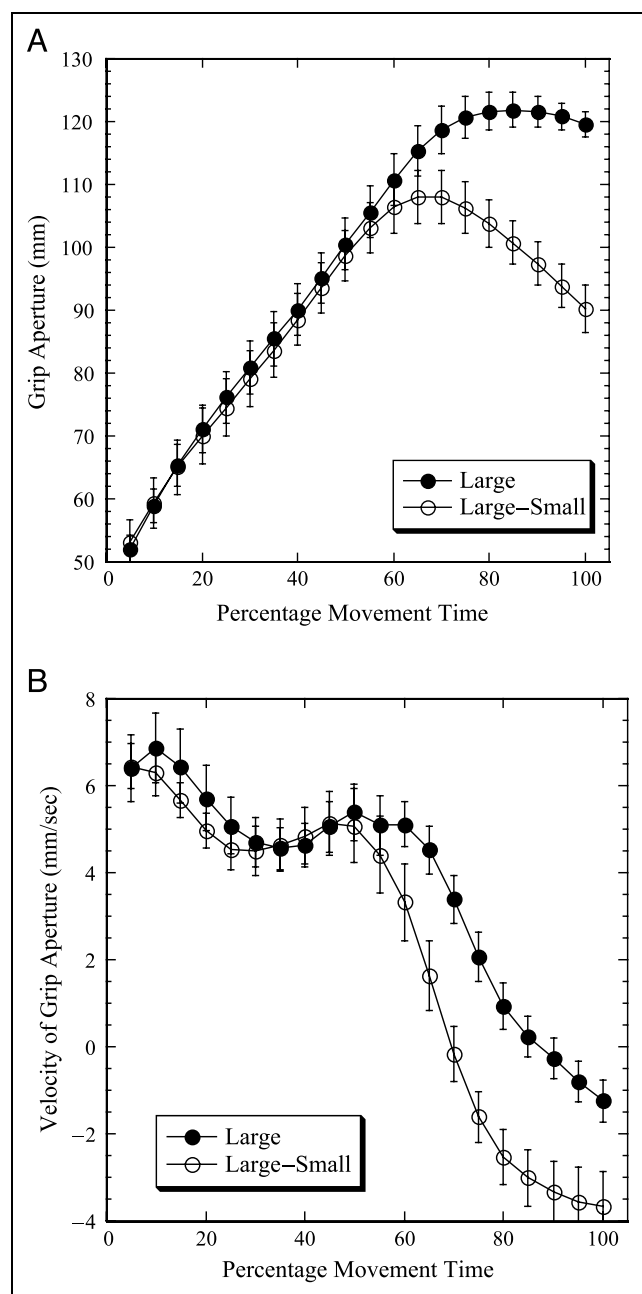 A
130
120
110
100
90
80
70
60
50
Grip Aperture (mm)
Large
Large–Small
0 20 40 60 80 100
Percentage Movement Time
B
8
6
4
2
0
−2
−4
Velocity of Grip Aperture (mm/sec)
Large
Large–Small
0 20 40 60 80 100
Percentage Movement Time